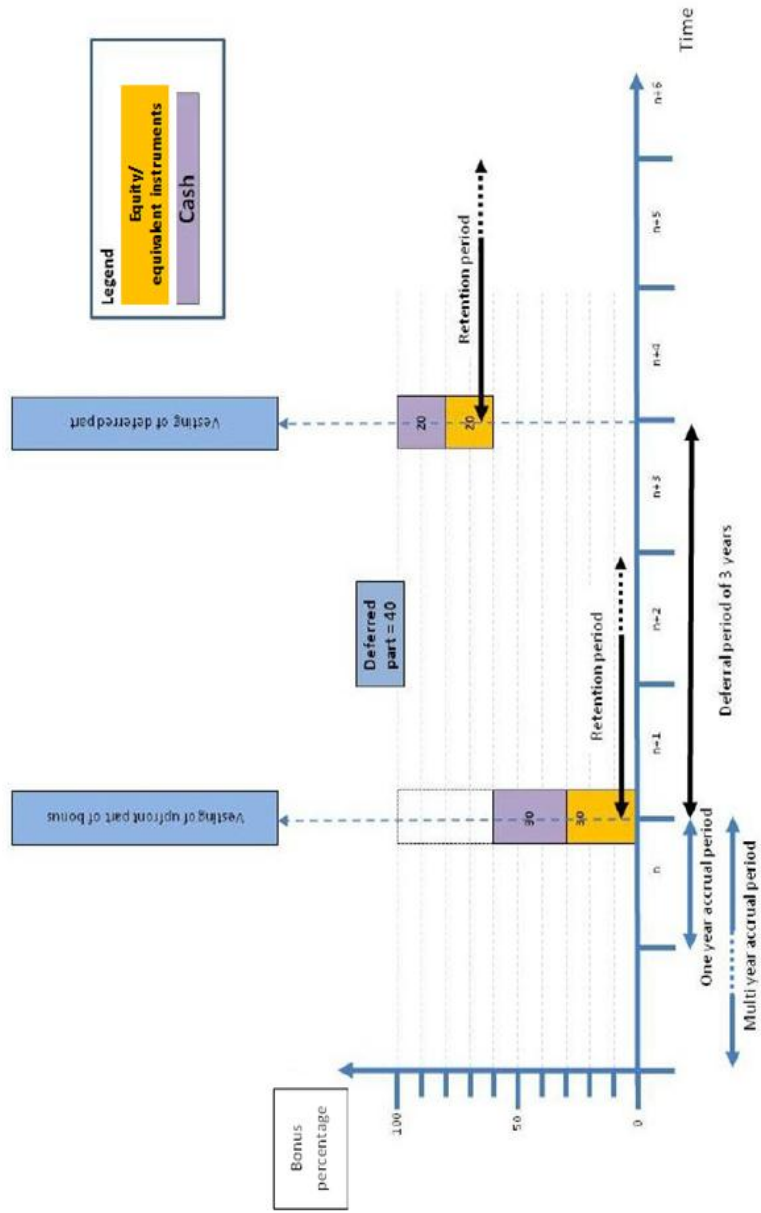 Vesting of upfront part of bonus
Vesting of deferred part
Legend
Equity/
equivalent instruments
Cash
Bonus
percentage
Deferred
part = 40
100
50
0
30
30
20
20
Retention period
Retention period
n
n+1
n+2
n+3
n+4
n+5
n+6
Time
One year accrual period
Multi year accrual period
Deferral period of 3 years